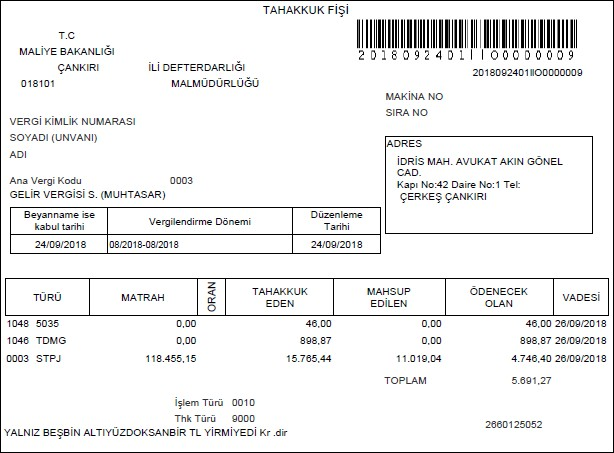 TAHAKKUK FİŞİ
T.C
MALİYE BAKANLIĞI
ÇANKIRI İLİ DEFTERDARLIĞI
018101 MALMÜDÜRLÜĞÜ
2018092401IIO0000009
2018092401IIO0000009
MAKİNA NO
SIRA NO
VERGİ KİMLİK NUMARASI
SOYADI (UNVANI)
ADI
ADRES
İDRİS MAH. AVUKAT AKIN GÖNEL
CAD.
Kapı No:42 Daire No:1 Tel:
ÇERKEŞ ÇANKIRI
Ana Vergi Kodu 0003
GELİR VERGİSİ S. (MUHTASAR)
Beyanname ise kabul tarihi Vergilendirme Dönemi Düzenleme Tarihi
24/09/2018 08/2018-08/2018 24/09/2018
TÜRÜ MATRAH ORAN TAHAKKUK EDEN MAHSUP EDİLEN ÖDENECEK OLAN VADESİ
1048 5035 0,00 46,00 0,00 46,00 26/09/2018
1046 TDMG 0,00 898,87 0,00 898,87 26/09/2018
0003 STPJ 118.455,15 15.765,44 11.019,04 4.746,40 26/09/2018
TOPLAM 5.691,27
İşlem Türü 0010
Thk Türü 9000
2660125052
YALNIZ BEŞBİN ALTIYÜZDOKSANBİR TL YİRMİYEDİ Kr .dir